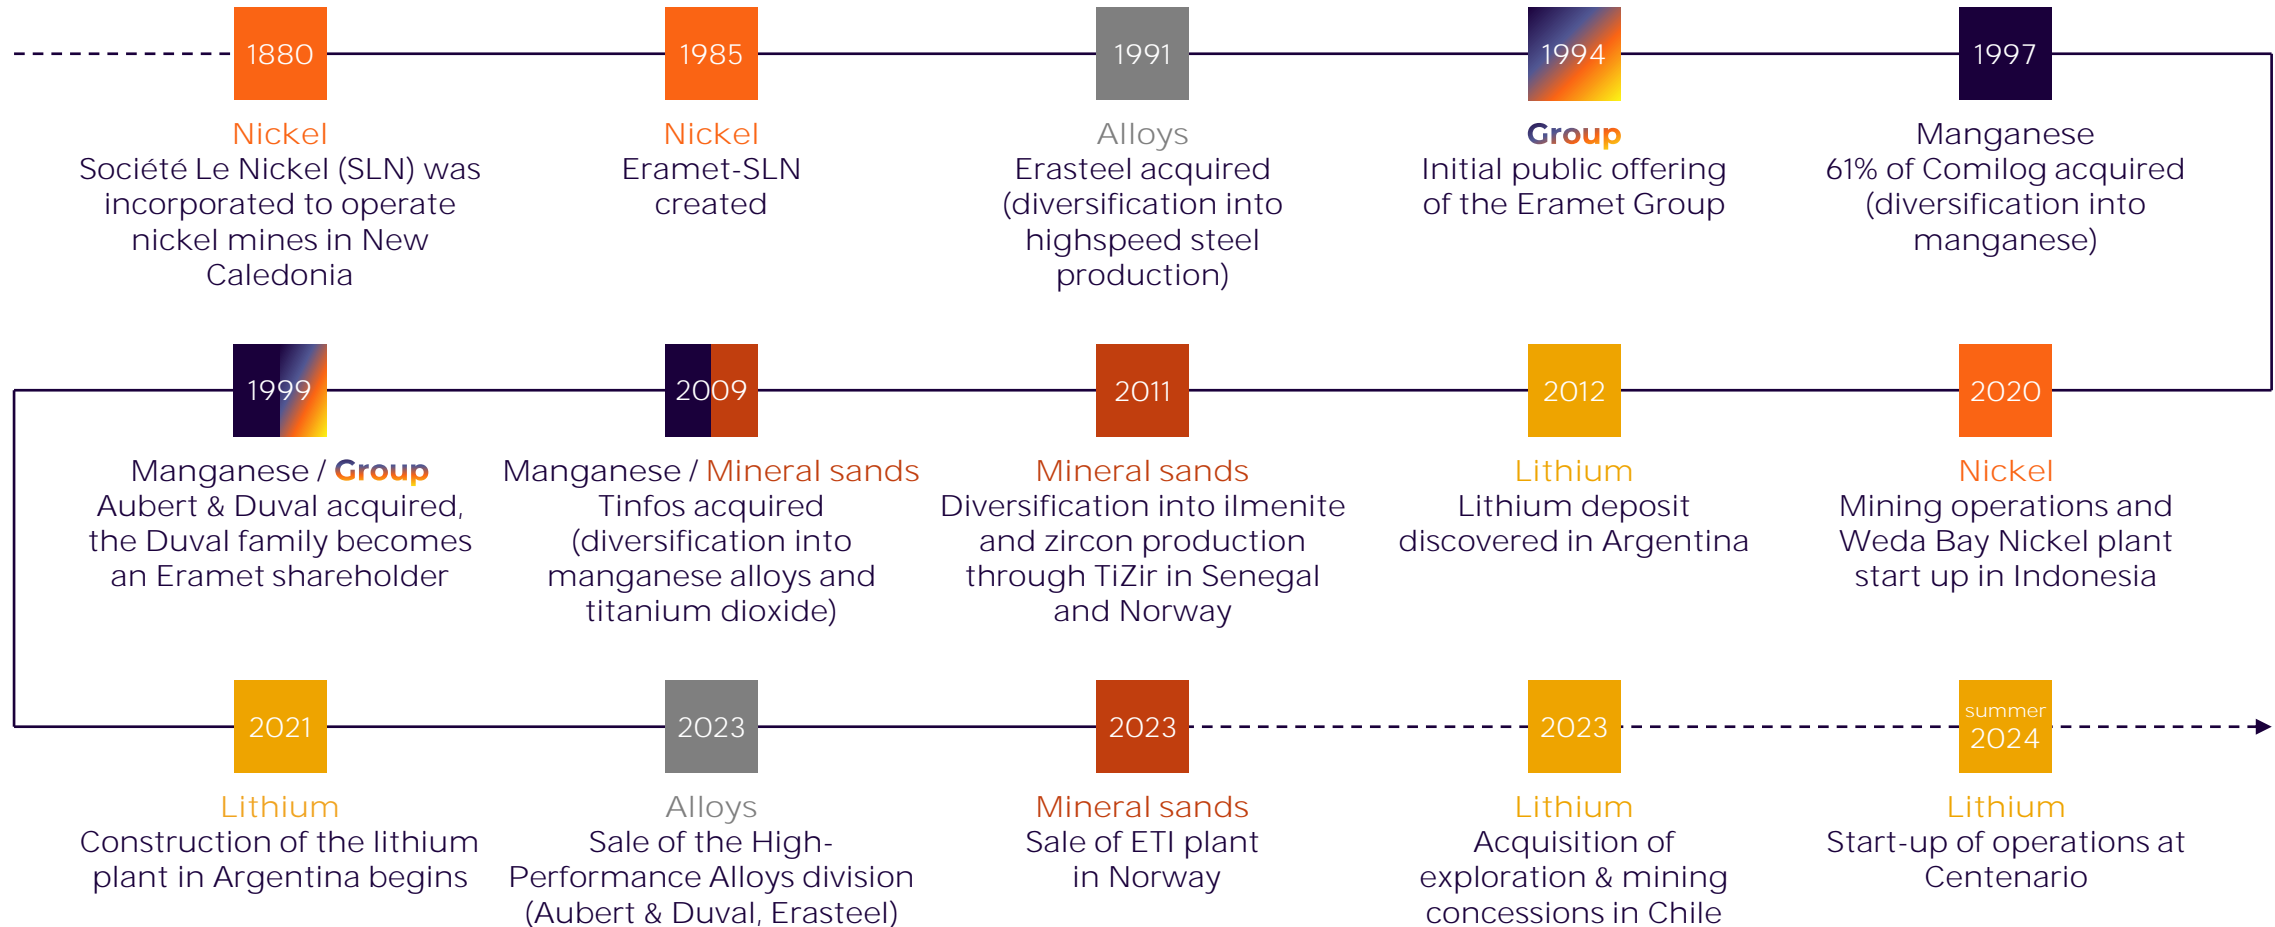 1880
Nickel
Société Le Nickel (SLN) was
incorporated to operate
nickel mines in New
Caledonia
1985
Nickel
Eramet-SLN
created
1991
Alloys
Erasteel acquired
(diversification into
highspeed steel
production)
1994
Group
Initial public offering
of the Eramet Group
1997
Manganese
61% of Comilog acquired
(diversification into
manganese)
1999
Manganese / Group
Aubert & Duval acquired,
the Duval family becomes
an Eramet shareholder
2009
Manganese / Mineral sands
Tinfos acquired
(diversification into
manganese alloys and
titanium dioxide)
2011
Mineral sands
Diversification into ilmenite
and zircon production
through TiZir in Senegal
and Norway
2012
Lithium
Lithium deposit
discovered in Argentina
2020
Nickel
Mining operations and
Weda Bay Nickel plant
start up in Indonesia
2021
Lithium
Construction of the lithium
plant in Argentina begins
2023
Alloys
Sale of the High-
Performance Alloys division
(Aubert & Duval, Erasteel)
2023
Mineral sands
Sale of ETI plant
in Norway
2023
Lithium
Acquisition of
exploration & mining
concessions in Chile
summer
2024
Lithium
Start-up of operations at
Centenario